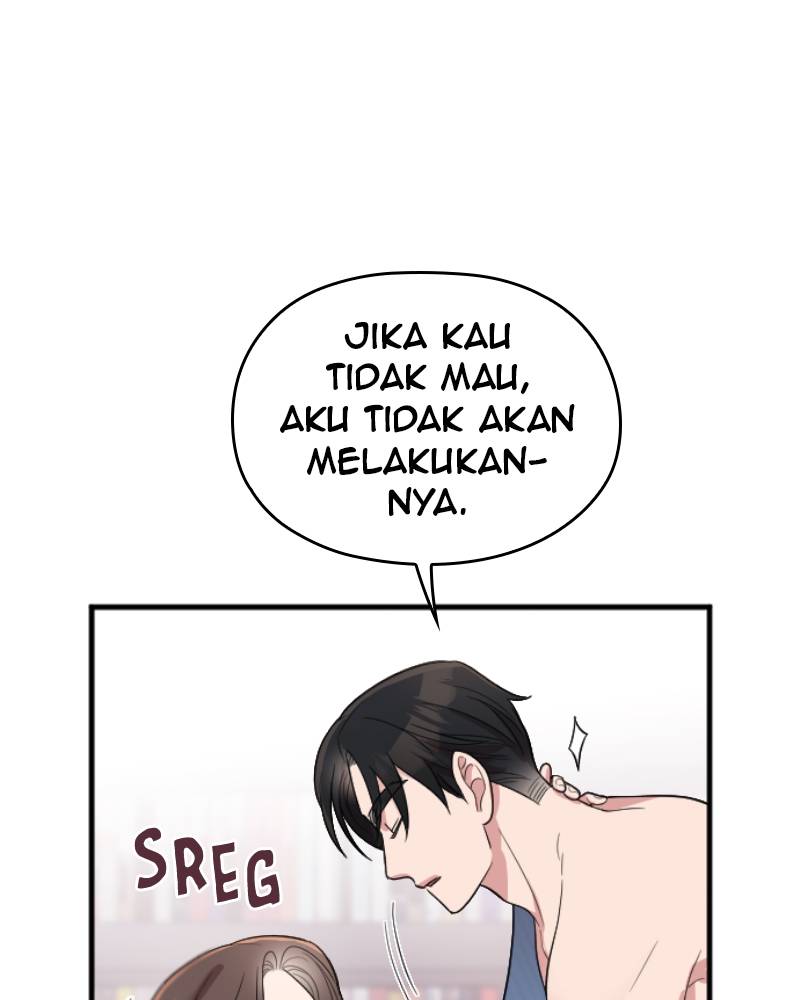 JIKA KAU
TIDAK MAU,
AKU TIDAK AKAN
MELAKUKAN-
NYA.
SREG